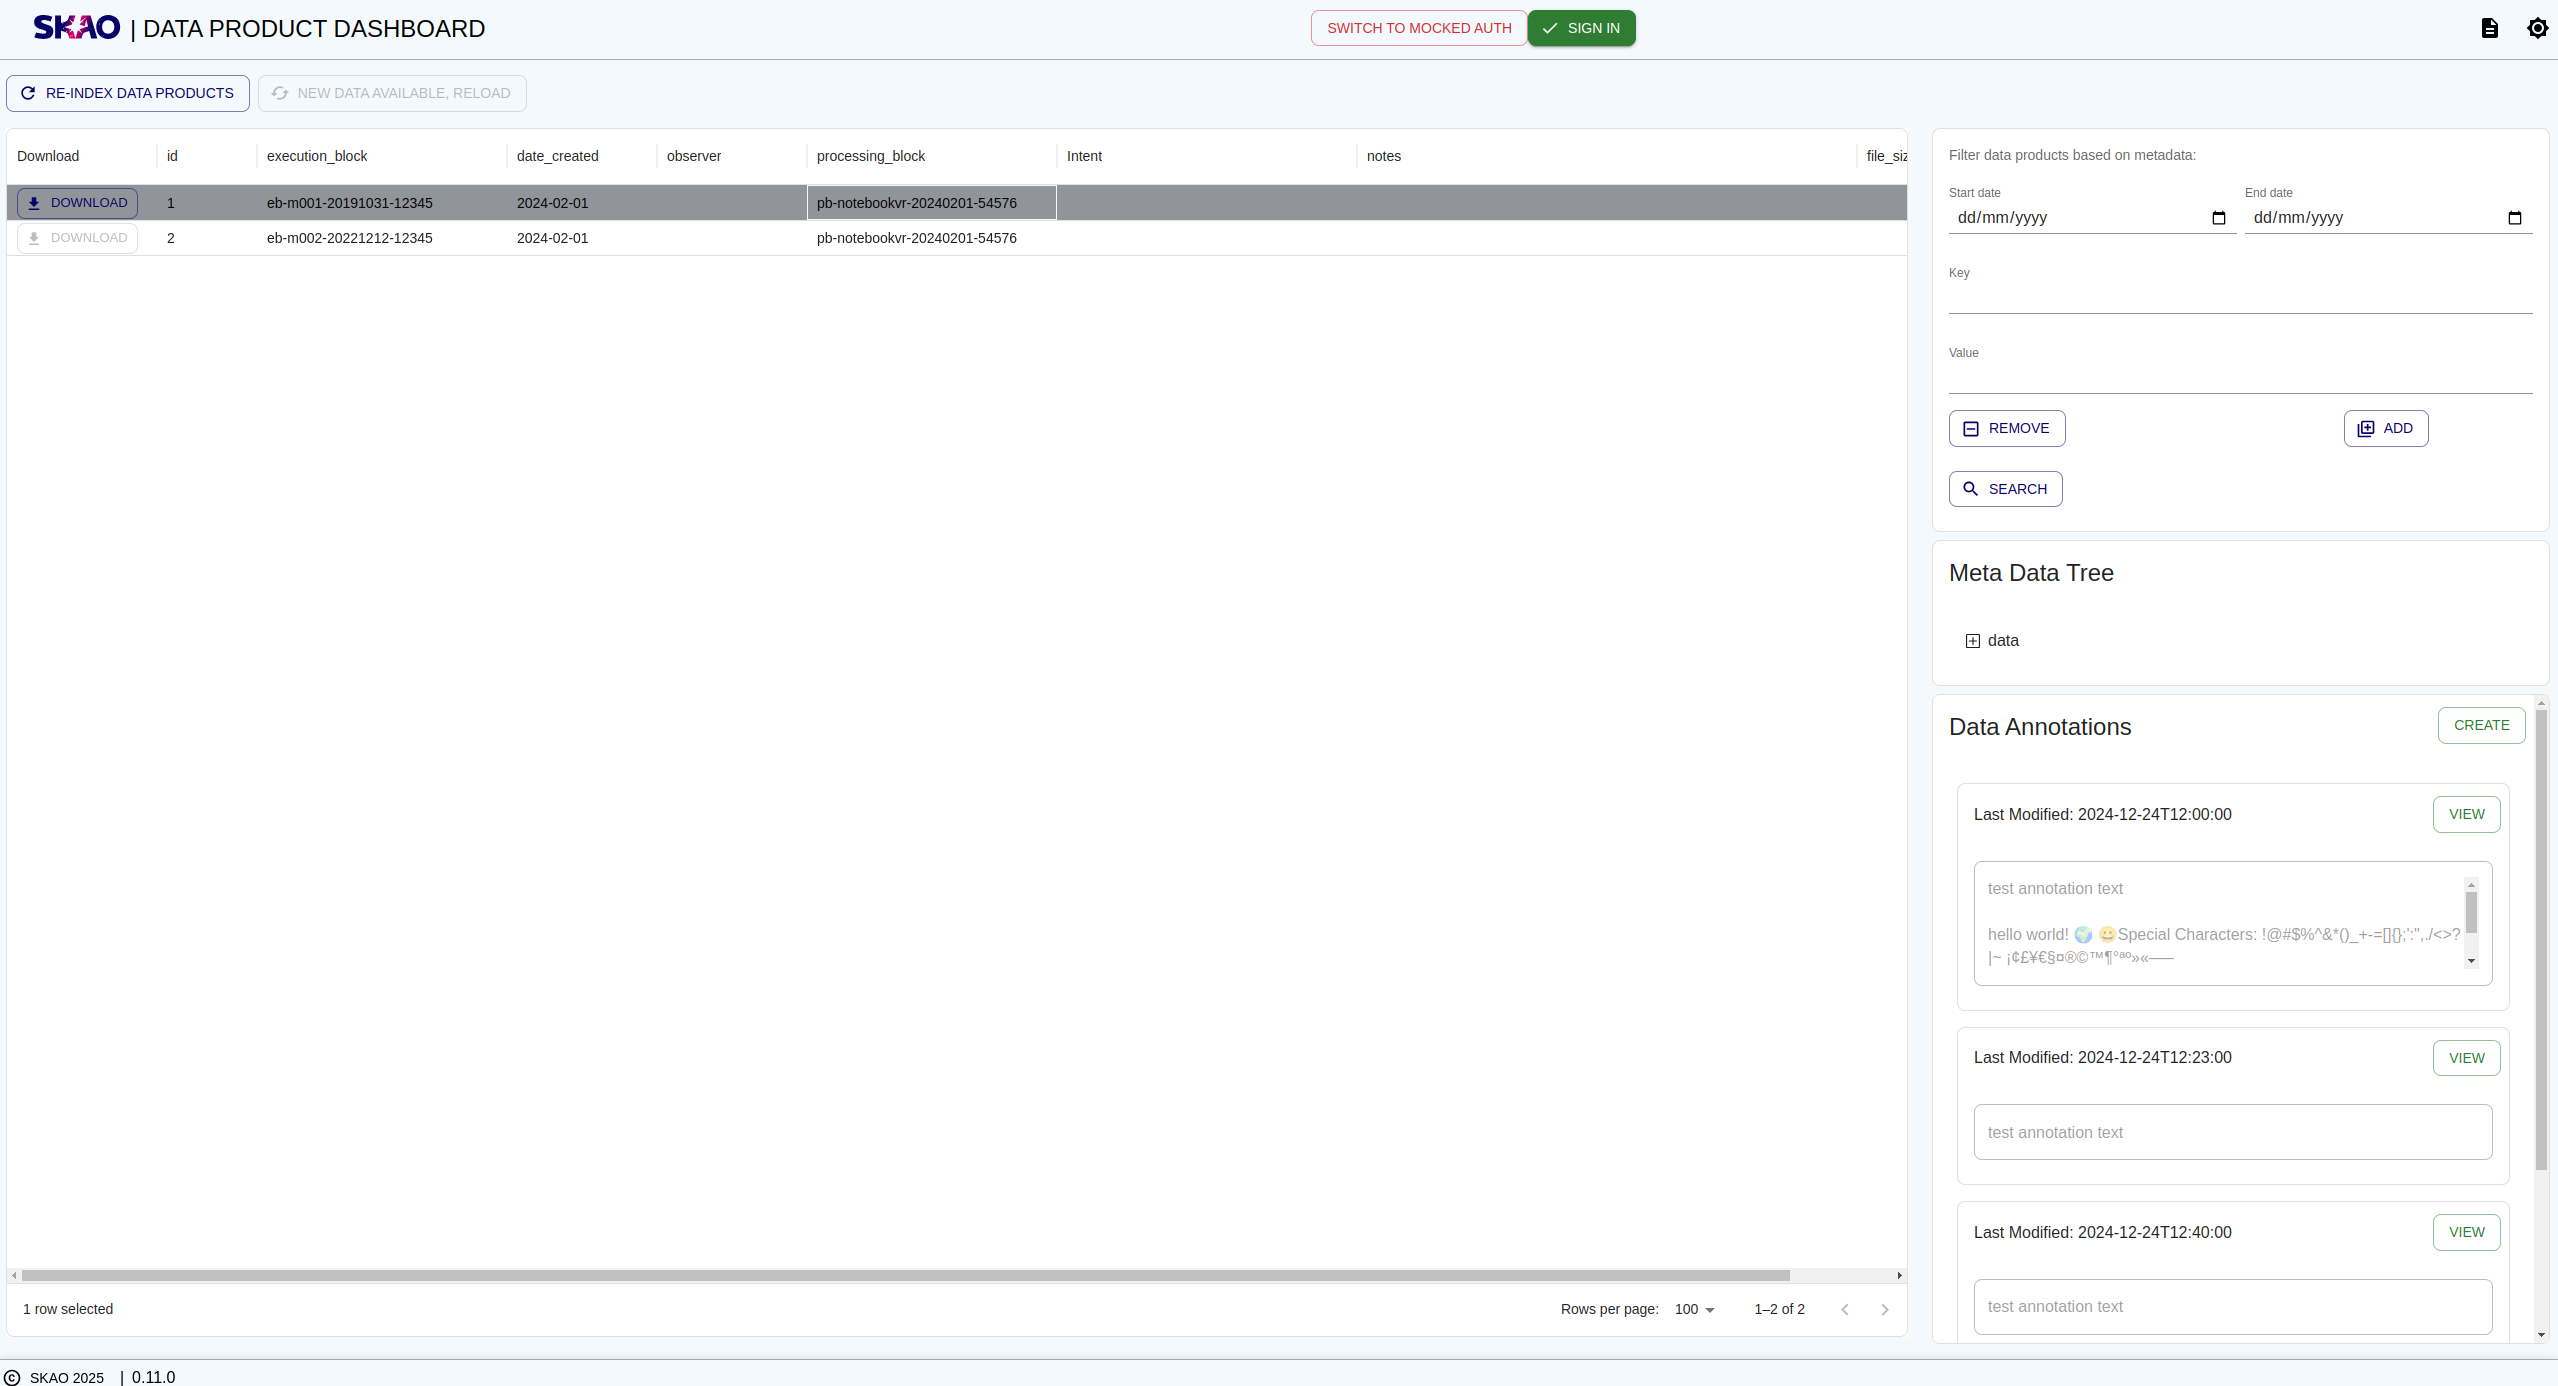 SKAO | DATA PRODUCT DASHBOARD
SWITCH TO MOCKED AUTH
SIGN IN
RE-INDEX DATA PRODUCTS
NEW DATA AVAILABLE, RELOAD
Download id execution_block date_created observer processing_block Intent notes file_siz
DOWNLOAD 1 eb-m001-20191031-12345 2024-02-01 pb-notebookvr-20240201-54576
DOWNLOAD 2 eb-m002-20221212-12345 2024-02-01 pb-notebookvr-20240201-54576
1 row selected
Rows per page: 100 1–2 of 2
Filter data products based on metadata:
Start date End date
dd/mm/yyyy dd/mm/yyyy
Key
Value
REMOVE ADD
SEARCH
Meta Data Tree
data
Data Annotations CREATE
Last Modified: 2024-12-24T12:00:00 VIEW
test annotation text
hello world! 🌍 😀Special Characters: !@#$%^&*()_+-=[]{};':",./<>?
|~ ¡¢£¥€§¤®©™¶°ªº»«—–
Last Modified: 2024-12-24T12:23:00 VIEW
test annotation text
Last Modified: 2024-12-24T12:40:00 VIEW
test annotation text
© SKAO 2025 | 0.11.0